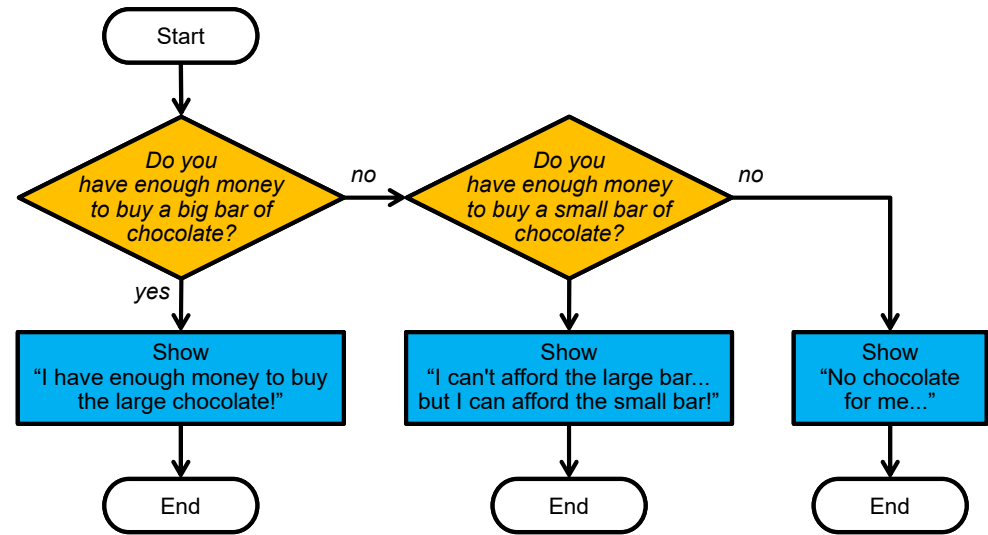 Start
Do you
have enough money
to buy a big bar of
chocolate?
no
Do you
have enough money
to buy a small bar of
chocolate?
no
yes
Show
“I have enough money to buy
the large chocolate!”
Show
“I can't afford the large bar...
but I can afford the small bar!”
Show
“No chocolate
for me...”
End
End
End